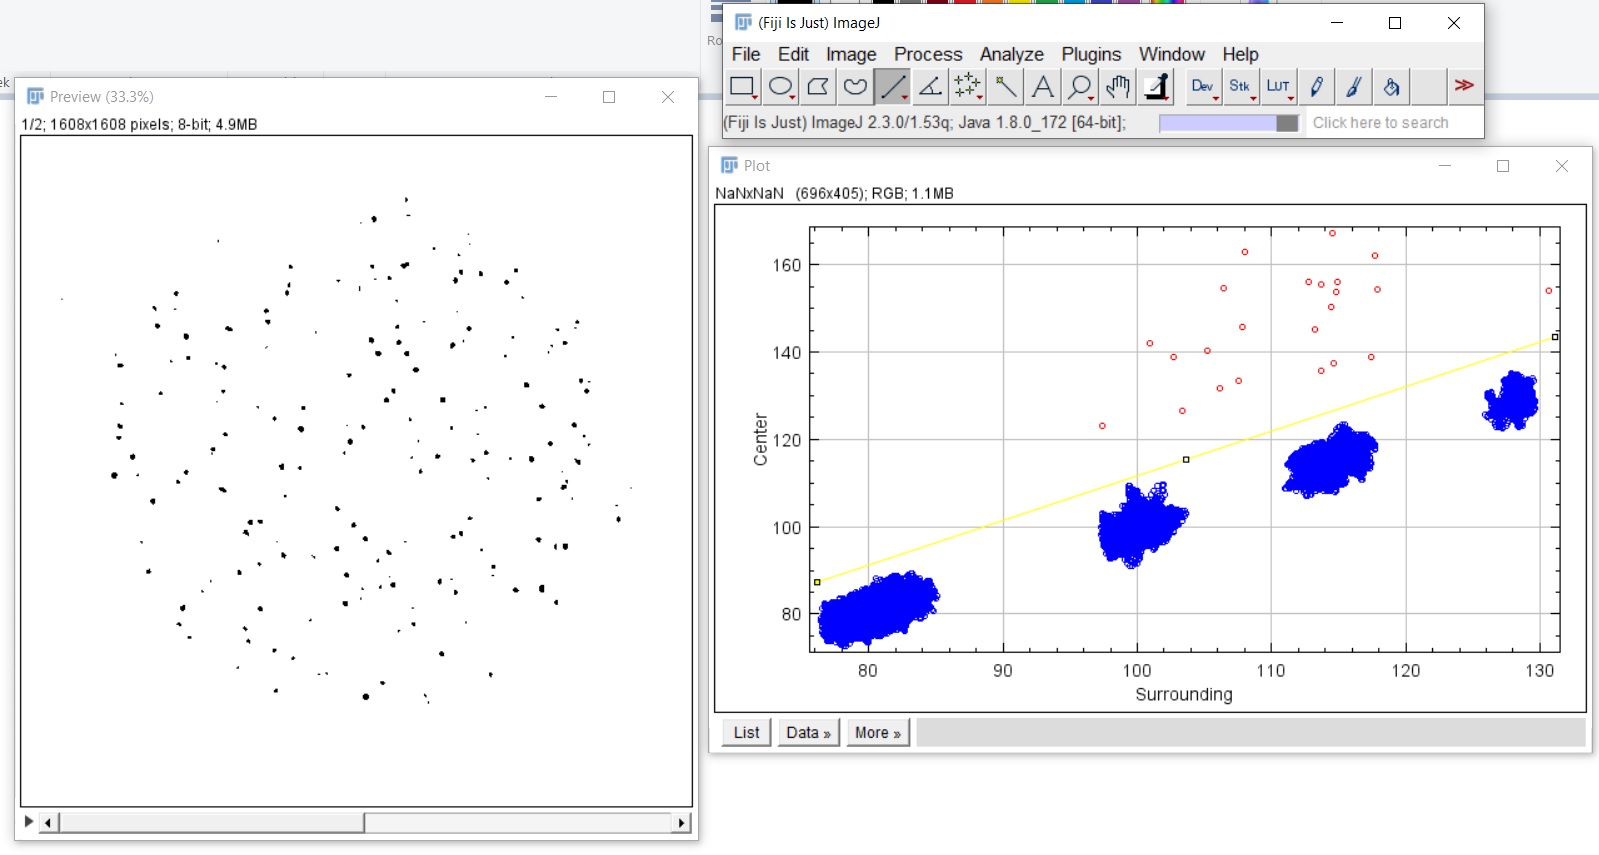 ek
Ro
(Fiji Is Just) ImageJ
File Edit Image Process Analyze Plugins Window Help
Dev Stk LUT
(Fiji Is Just) ImageJ 2.3.0/1.53q; Java 1.8.0_172 [64-bit];
Click here to search
Preview (33.3%)
1/2; 1608x1608 pixels; 8-bit; 4.9MB
Plot
NaNxNaN (696x405); RGB; 1.1MB
160
140
120
100
80
Center
80 90 100 110 120 130
Surrounding
List Data » More »